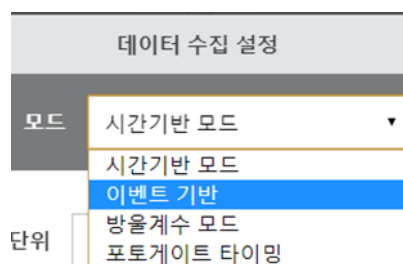 데이터 수집 설정
모드 시간기반 모드
시간기반 모드
이벤트 기반
방울계수 모드
단위
포토게이트 타이밍